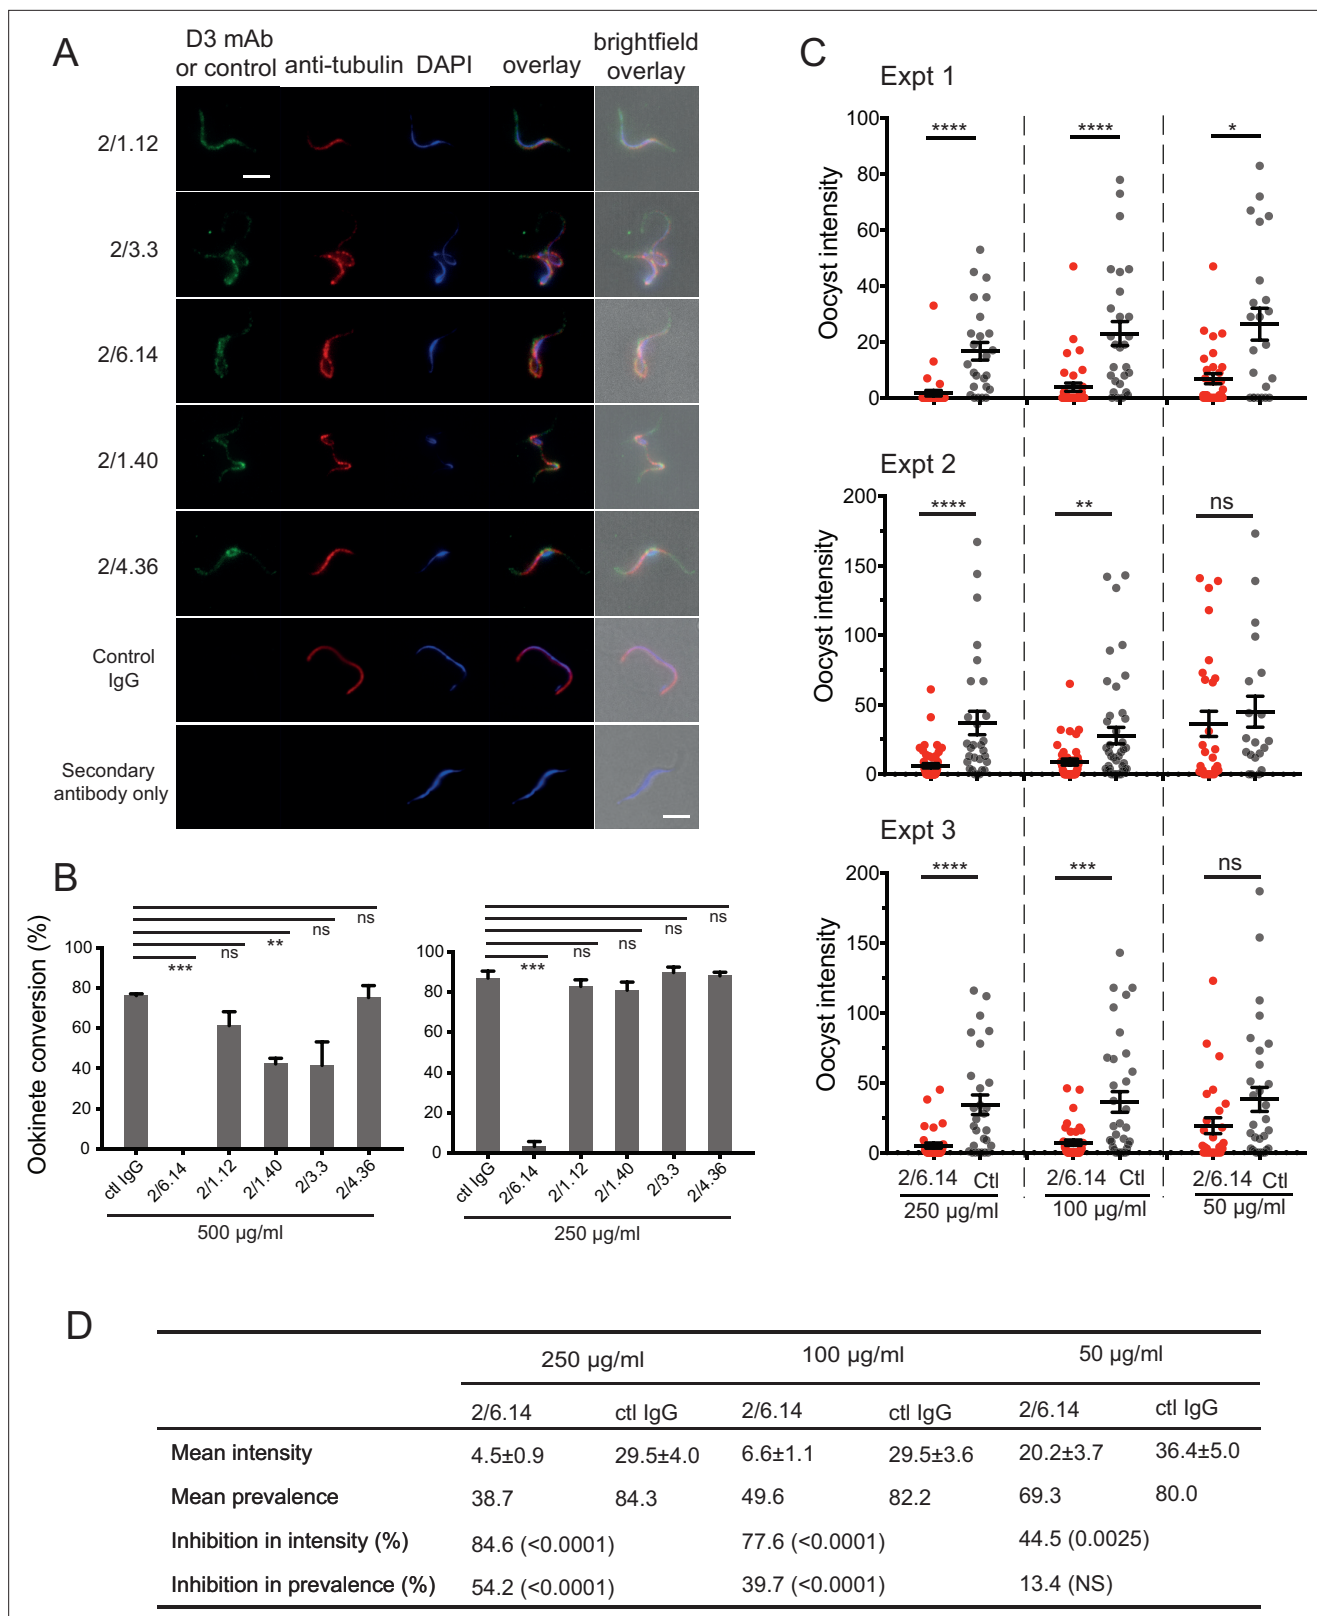 A
D3 mAb or control
anti-tubulin
DAPI
overlay
brightfield overlay
2/1.12
2/3.3
2/6.14
2/1.40
2/4.36
Control IgG
Secondary antibody only
B
Ookinete conversion (%)
100
80
60
40
20
0
***
ns
**
ns
ns
ctl IgG
2/6.14
2/1.12
2/1.40
2/3.3
2/4.36
500 µg/ml
100
80
60
40
20
0
***
ns
ns
ns
ns
ctl IgG
2/6.14
2/1.12
2/1.40
2/3.3
2/4.36
250 µg/ml
C
Expt 1
Oocyst intensity
100
80
60
40
20
0
****
****
*
Expt 2
Oocyst intensity
200
150
100
50
0
****
**
ns
Expt 3
Oocyst intensity
200
150
100
50
0
****
***
ns
2/6.14 Ctl
2/6.14 Ctl
2/6.14 Ctl
250 µg/ml
100 µg/ml
50 µg/ml
D
250 µg/ml 100 µg/ml 50 µg/ml
2/6.14 ctl IgG 2/6.14 ctl IgG 2/6.14 ctl IgG
Mean intensity 4.5±0.9 29.5±4.0 6.6±1.1 29.5±3.6 20.2±3.7 36.4±5.0
Mean prevalence 38.7 84.3 49.6 82.2 69.3 80.0
Inhibition in intensity (%) 84.6 (<0.0001) 77.6 (<0.0001) 44.5 (0.0025)
Inhibition in prevalence (%) 54.2 (<0.0001) 39.7 (<0.0001) 13.4 (NS)